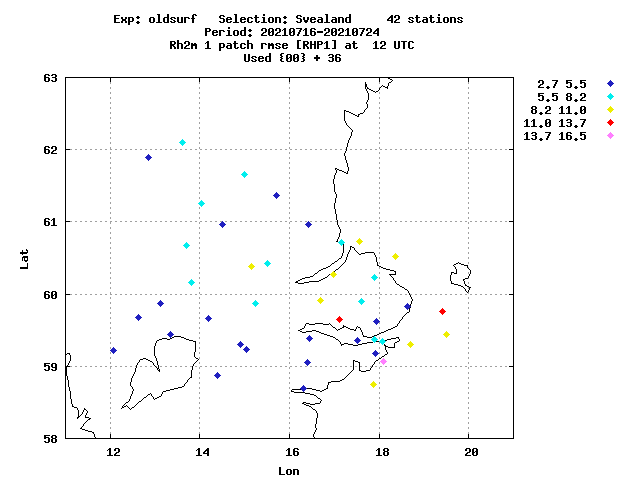 Exp: oldsurf   Selection: Svealand     42 stations
Period: 20210716-20210724
Rh2m 1 patch rmse [RHP1] at  12 UTC
Used {00} + 36
63
62
61
60
59
58
Lat
12
14
16
18
20
Lon
2.7 5.5
5.5 8.2
8.2 11.0
11.0 13.7
13.7 16.5